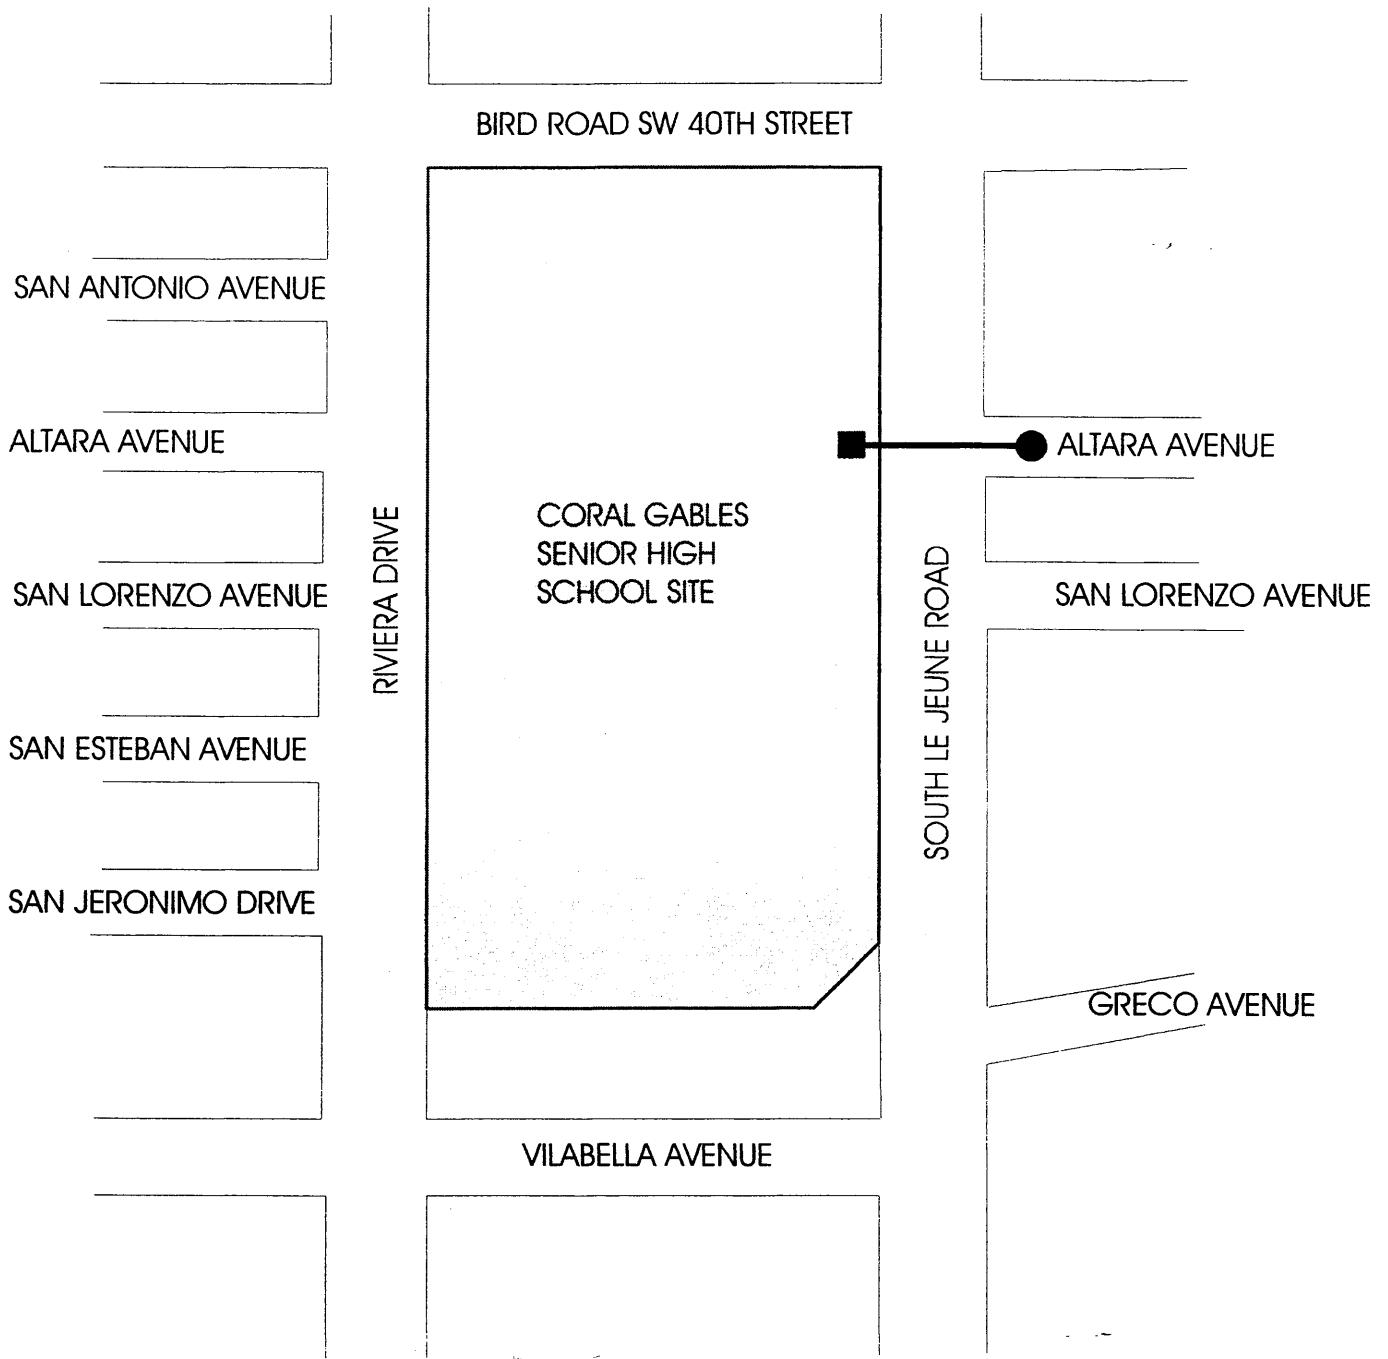 BIRD ROAD SW 40TH STREET
SAN ANTONIO AVENUE
ALTARA AVENUE
ALTARA AVENUE
CORAL GABLES
SENIOR HIGH
SCHOOL SITE
RIVIERA DRIVE
SOUTH LE JEUNE ROAD
SAN LORENZO AVENUE
SAN LORENZO AVENUE
SAN ESTEBAN AVENUE
SAN JERONIMO DRIVE
GRECO AVENUE
VILABELLA AVENUE